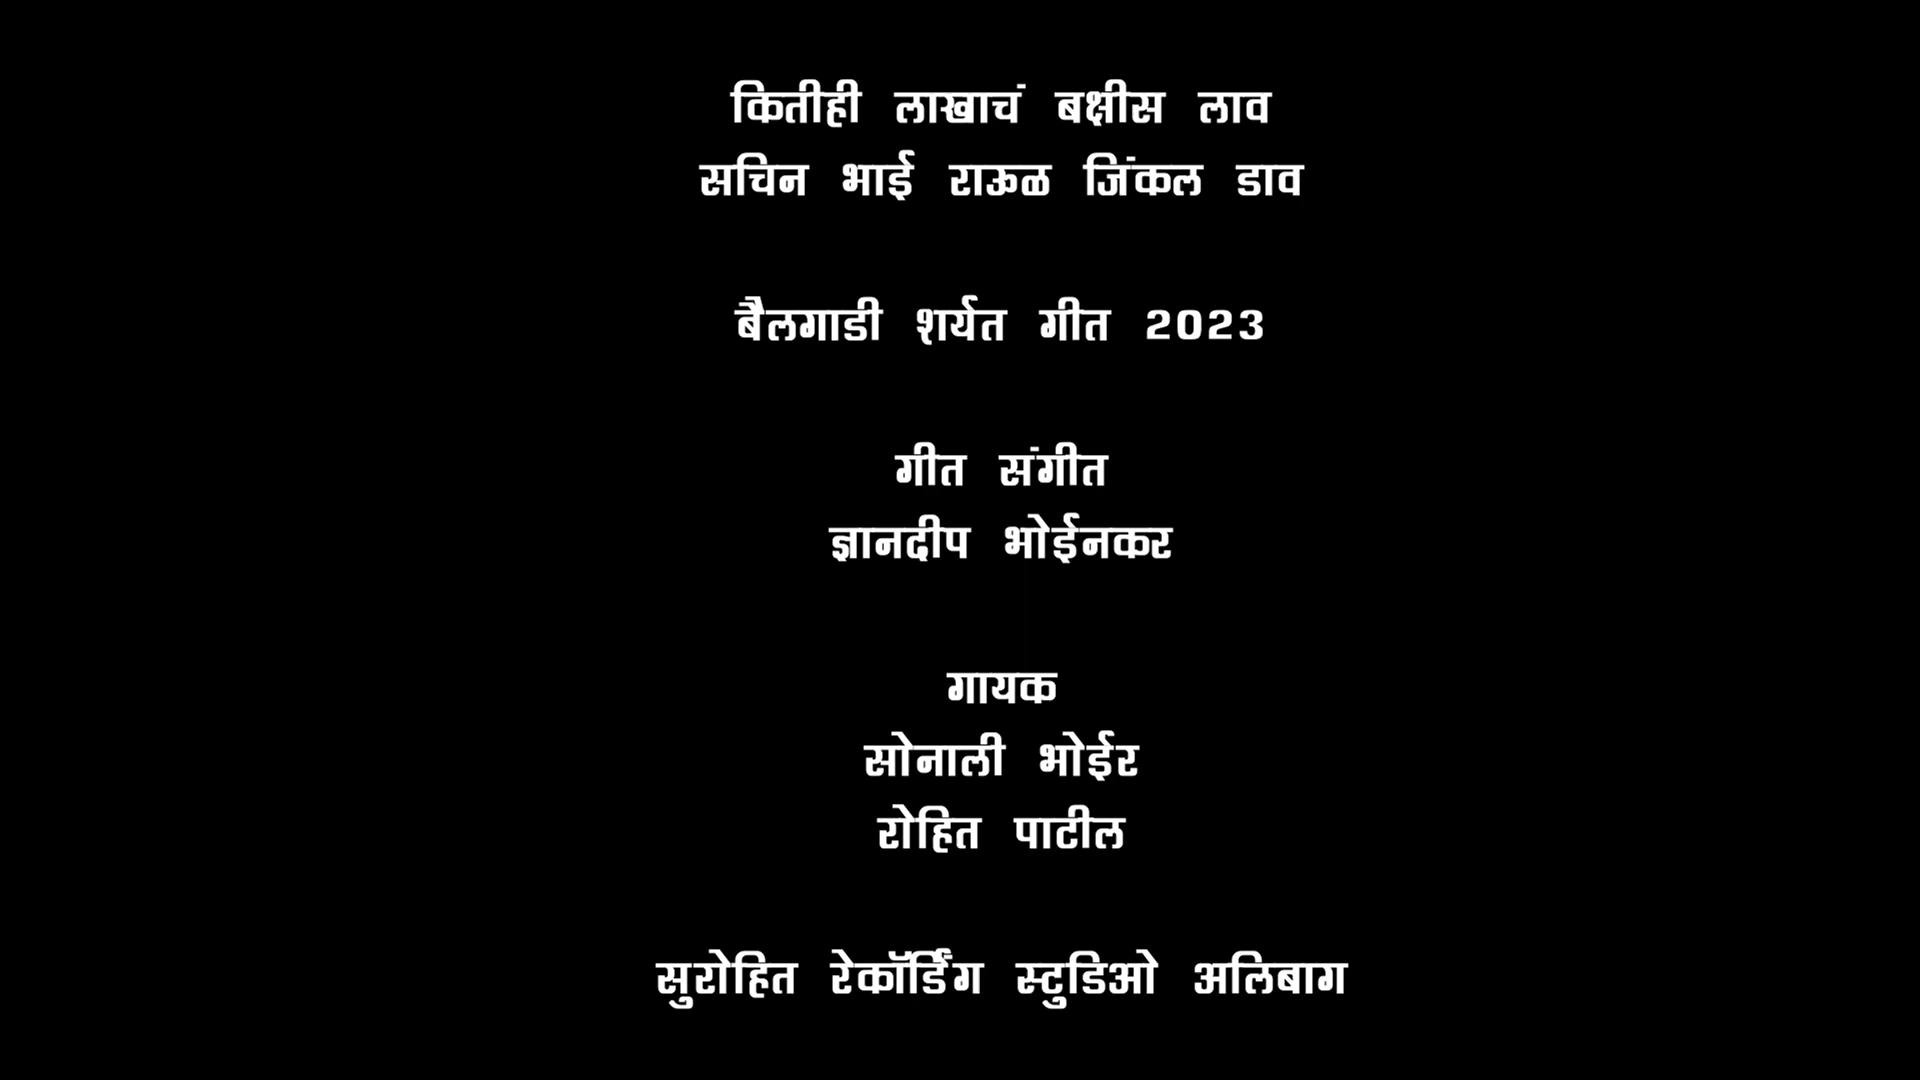 कितीही लाखाचं बक्षीस लाव
सचिन भाई राऊळ जिंकल डाव
बैलगाडी शर्यत गीत 2023
गीत संगीत
ज्ञानदीप भोईनकर
गायक
सोनाली भोईर
रोहित पाटील
सुरोहित रेकॉर्डिंग स्टुडिओ अलिबाग